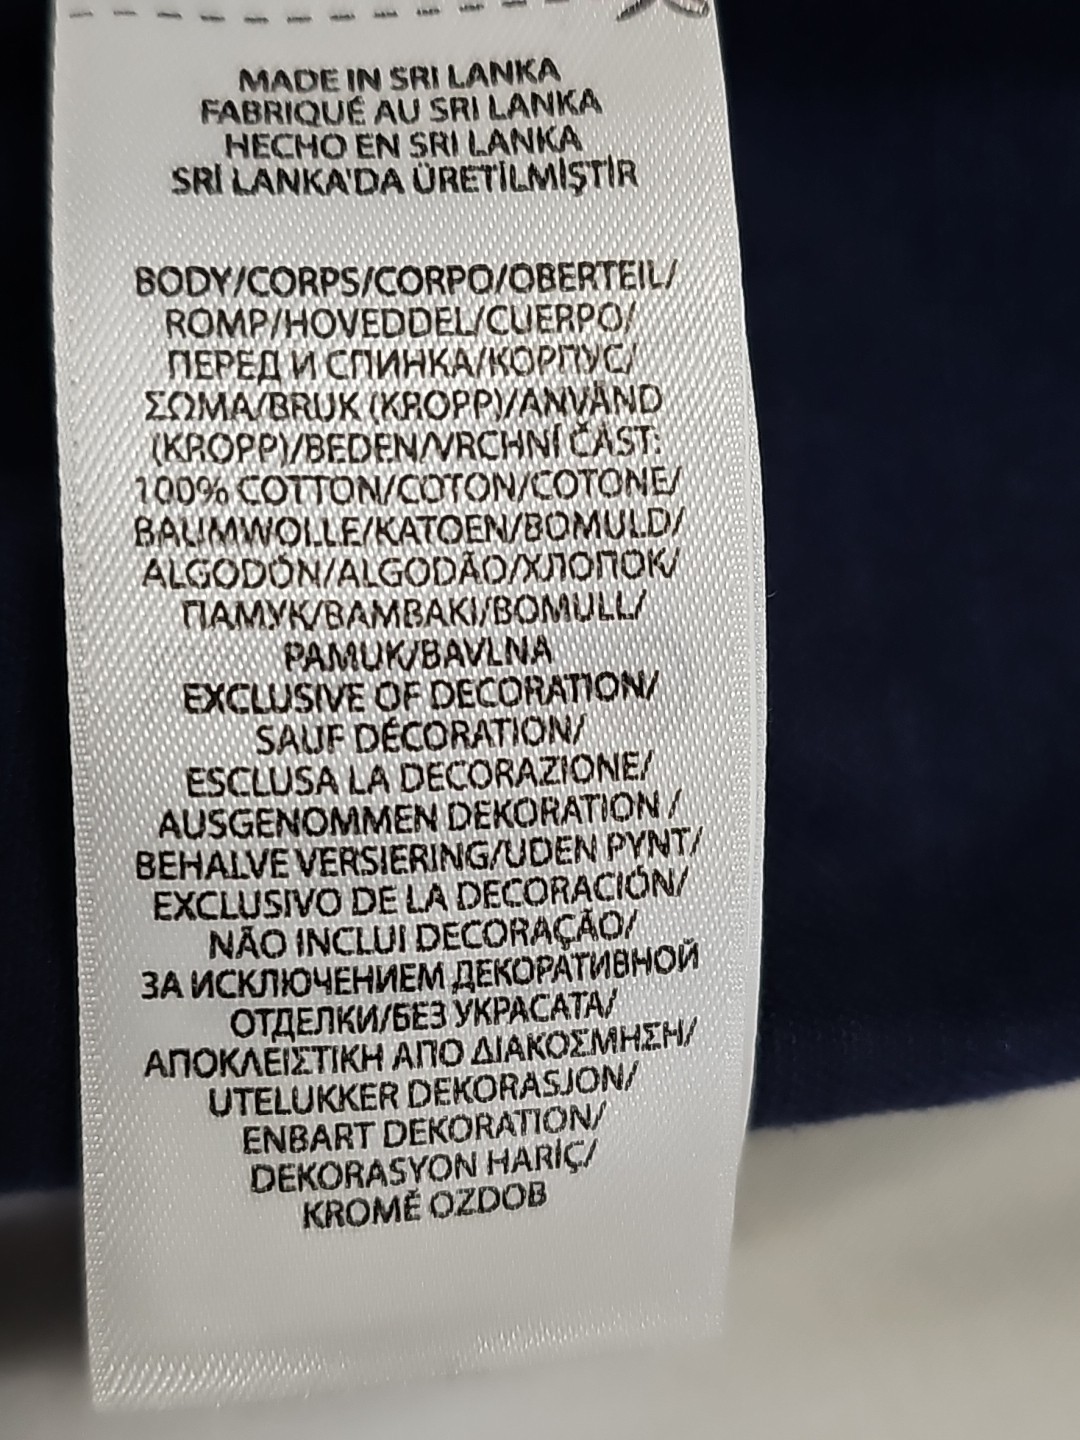 MADE IN SRI LANKA
FABRIQUÉ AU SRI LANKA
HECHO EN SRI LANKA
SRİ LANKA'DA ÜRETİLMİŞTİR
BODY/CORPS/CORPO/OBERTEIL/
ROMP/HOVEDDEL/CUERPO/
ПЕРЕД И СПИНКА/КОРПУС/
ΣΩΜΑ/BRUK (KROPP)/ANVÄND
(KROPP)/BEDEN/VRCHNÍ ČÁST:
100% COTTON/COTON/COTONE/
BAUMWOLLE/KATOEN/BOMULD/
ALGODÓN/ALGODÃO/ХЛОПОК/
ПАМУК/ΒΑΜΒΑΚΙ/BOMULL/
PAMUK/BAVLNA
EXCLUSIVE OF DECORATION/
SAUF DÉCORATION/
ESCLUSA LA DECORAZIONE/
AUSGENOMMEN DEKORATION /
BEHALVE VERSIERING/UDEN PYNT/
EXCLUSIVO DE LA DECORACIÓN/
NÃO INCLUI DECORAÇÃO/
ЗА ИСКЛЮЧЕНИЕМ ДЕКОРАТИВНОЙ
ОТДЕЛКИ/БЕЗ УКРАСАТА/
ΑΠΟΚΛΕΙΣΤΙΚΗ ΑΠΟ ΔΙΑΚΟΣΜΗΣΗ/
UTELUKKER DEKORASJON/
ENBART DEKORATION/
DEKORASYON HARİÇ/
KROMĚ OZDOB